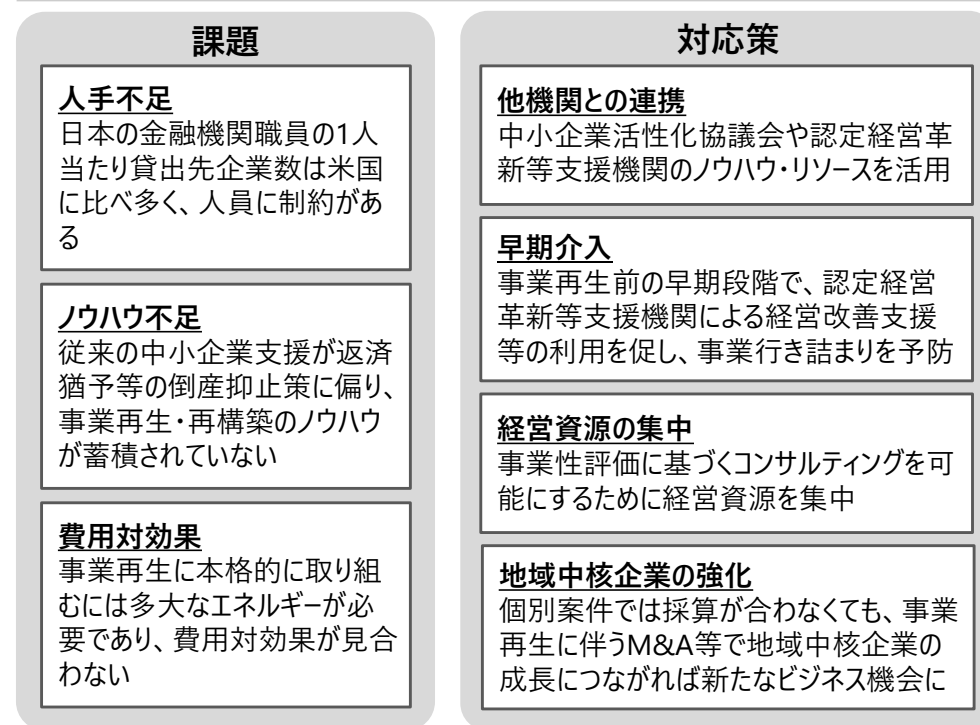 課題
人手不足
日本の金融機関職員の1人
当たり貸出先企業数は米国
に比べ多く、人員に制約があ
る
ノウハウ不足
従来の中小企業支援が返済
猶予等の倒産抑止策に偏り、
事業再生・再構築のノウハウ
が蓄積されていない
費用対効果
事業再生に本格的に取り組
むには多大なエネルギーが必
要であり、費用対効果が見合
わない
対応策
他機関との連携
中小企業活性化協議会や認定経営革
新等支援機関のノウハウ・リソースを活用
早期介入
事業再生前の早期段階で、認定経営
革新等支援機関による経営改善支援
等の利用を促し、事業行き詰まりを予防
経営資源の集中
事業性評価に基づくコンサルティングを可
能にするために経営資源を集中
地域中核企業の強化
個別案件では採算が合わなくても、事業
再生に伴うM&A等で地域中核企業の
成長につながれば新たなビジネス機会に